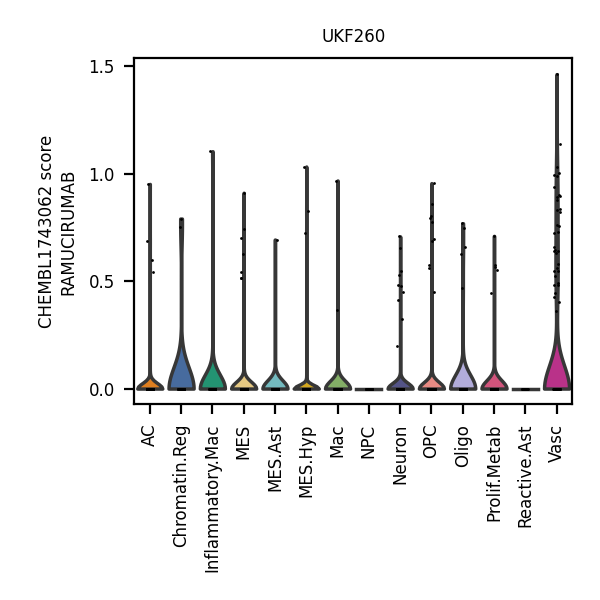 UKF260
CHEMBL1743062 score
RAMUCIRUMAB
1.5
1.0
0.5
0.0
AC
Chromatin.Reg
Inflammatory.Mac
MES
MES.Ast
MES.Hyp
Mac
NPC
Neuron
OPC
Oligo
Prolif.Metab
Reactive.Ast
Vasc